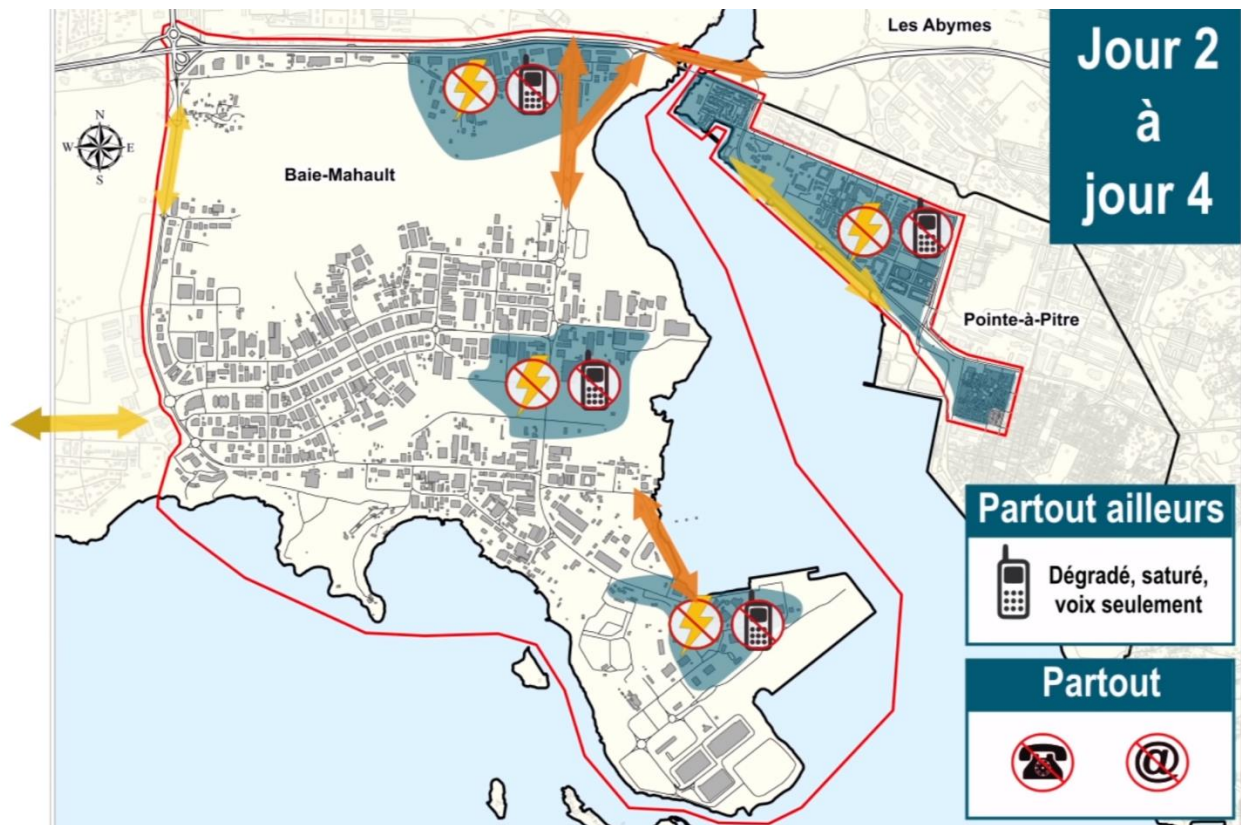 Les Abymes
Jour 2
à
jour 4
N
W
E
S
Baie-Mahault
Pointe-à-Pitre
Partout ailleurs
Dégradé, saturé,
voix seulement
Partout
@